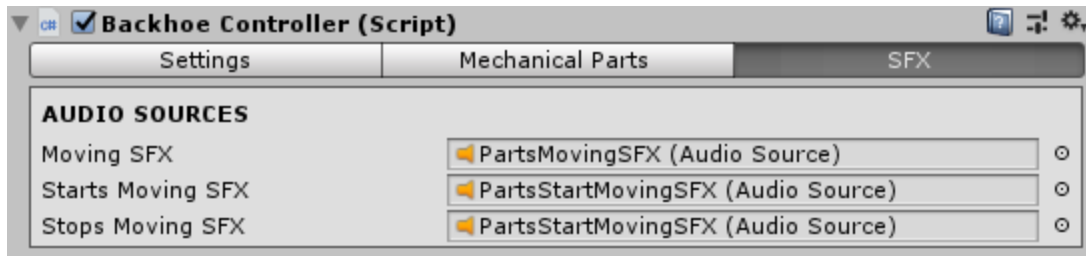 Backhoe Controller (Script)
Settings Mechanical Parts SFX
AUDIO SOURCES
Moving SFX PartsMovingSFX (Audio Source)
Starts Moving SFX PartsStartMovingSFX (Audio Source)
Stops Moving SFX PartsStartMovingSFX (Audio Source)